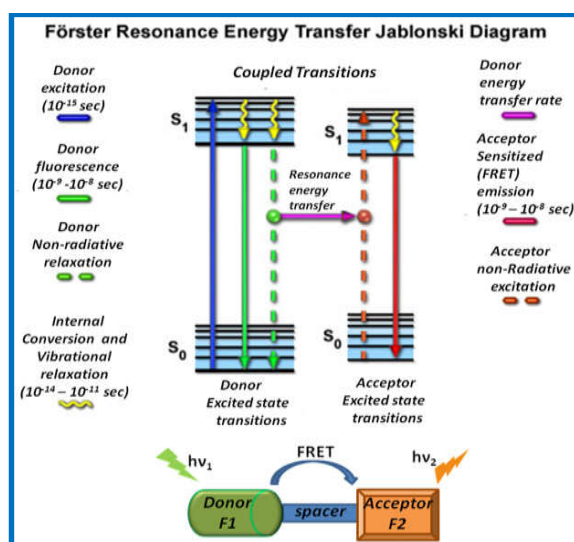 Förster Resonance Energy Transfer Jablonski Diagram
Donor
excitation
(10⁻¹⁵ sec)
Donor
fluorescence
(10⁻⁹ -10⁻⁸ sec)
Donor
Non-radiative
relaxation
Internal
Conversion and
Vibrational
relaxation
(10⁻¹⁴ – 10⁻¹¹ sec)
Coupled Transitions
S₁
S₁
Resonance
energy
transfer
S₀
S₀
Donor
Excited state
transitions
Acceptor
Excited state
transitions
Donor
energy
transfer rate
Acceptor
Sensitized
(FRET)
emission
(10⁻⁹ – 10⁻⁸ sec)
Acceptor
non-Radiative
excitation
hν₁
FRET
hν₂
Donor
F1
spacer
Acceptor
F2